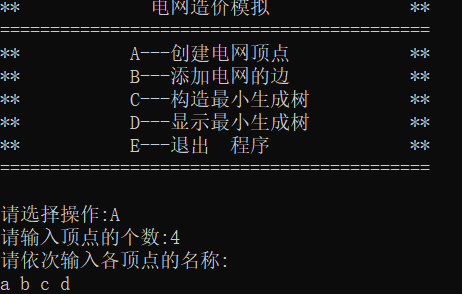 **          电网造价模拟          **
===========================================
**          A---创建电网顶点          **
**          B---添加电网的边          **
**          C---构造最小生成树          **
**          D---显示最小生成树          **
**          E---退出  程序          **
===========================================
请选择操作:A
请输入顶点的个数:4
请依次输入各顶点的名称:
a b c d